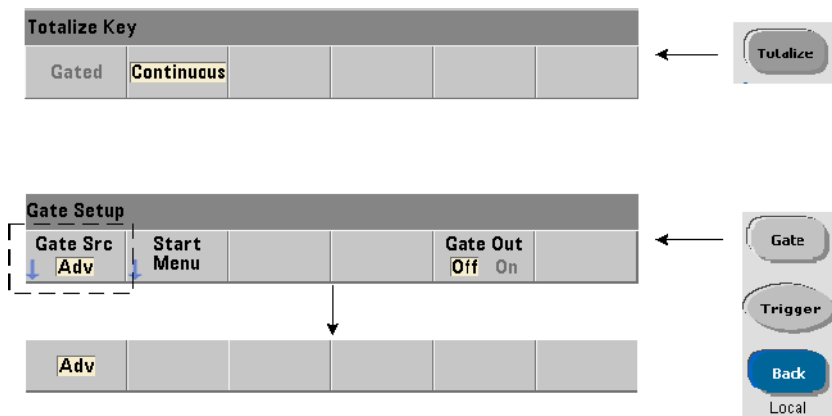 Totalize Key
Gated Continuous
Totalize
Gate Setup
Gate Src Start Gate Out
Adv Menu Off On
Gate
Trigger
Adv
Back
Local